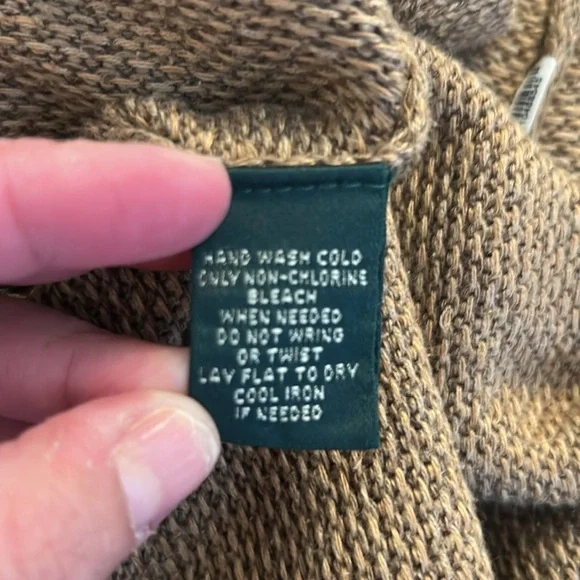 HAND WASH COLD
ONLY NON-CHLORINE
BLEACH
WHEN NEEDED
DO NOT WRING
OR TWIST
LAY FLAT TO DRY
COOL IRON
IF NEEDED